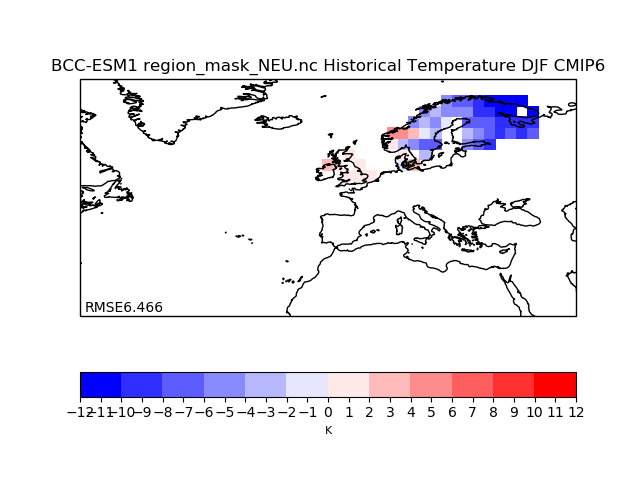 BCC-ESM1 region_mask_NEU.nc Historical Temperature DJF CMIP6
RMSE6.466
−12 −11 −10 −9 −8 −7 −6 −5 −4 −3 −2 −1 0 1 2 3 4 5 6 7 8 9 10 11 12
K